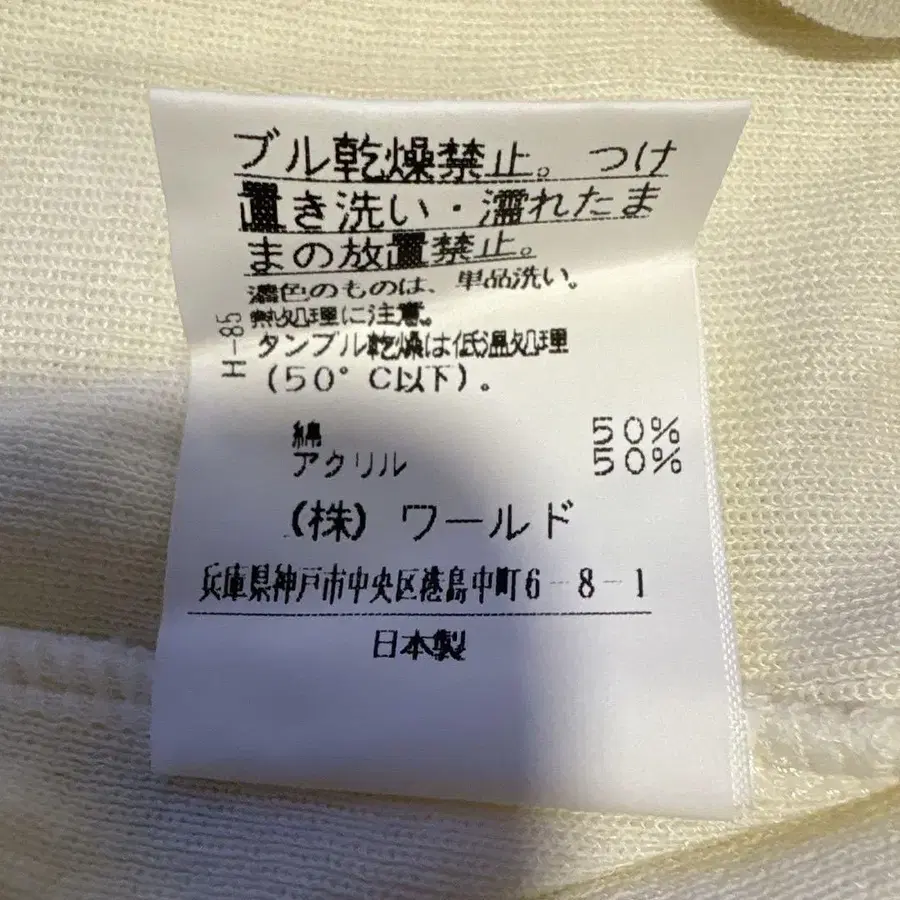 ブル乾燥禁止。つけ
置き洗い・濡れたま
まの放置禁止。
濃色のものは、単品洗い。
熱処理に注意。
タンブル乾燥は低温処理
(50°C以下)。
H-85
綿 50%
アクリル 50%
(株)ワールド
兵庫県神戸市中央区港島中町6-8-1
日本製